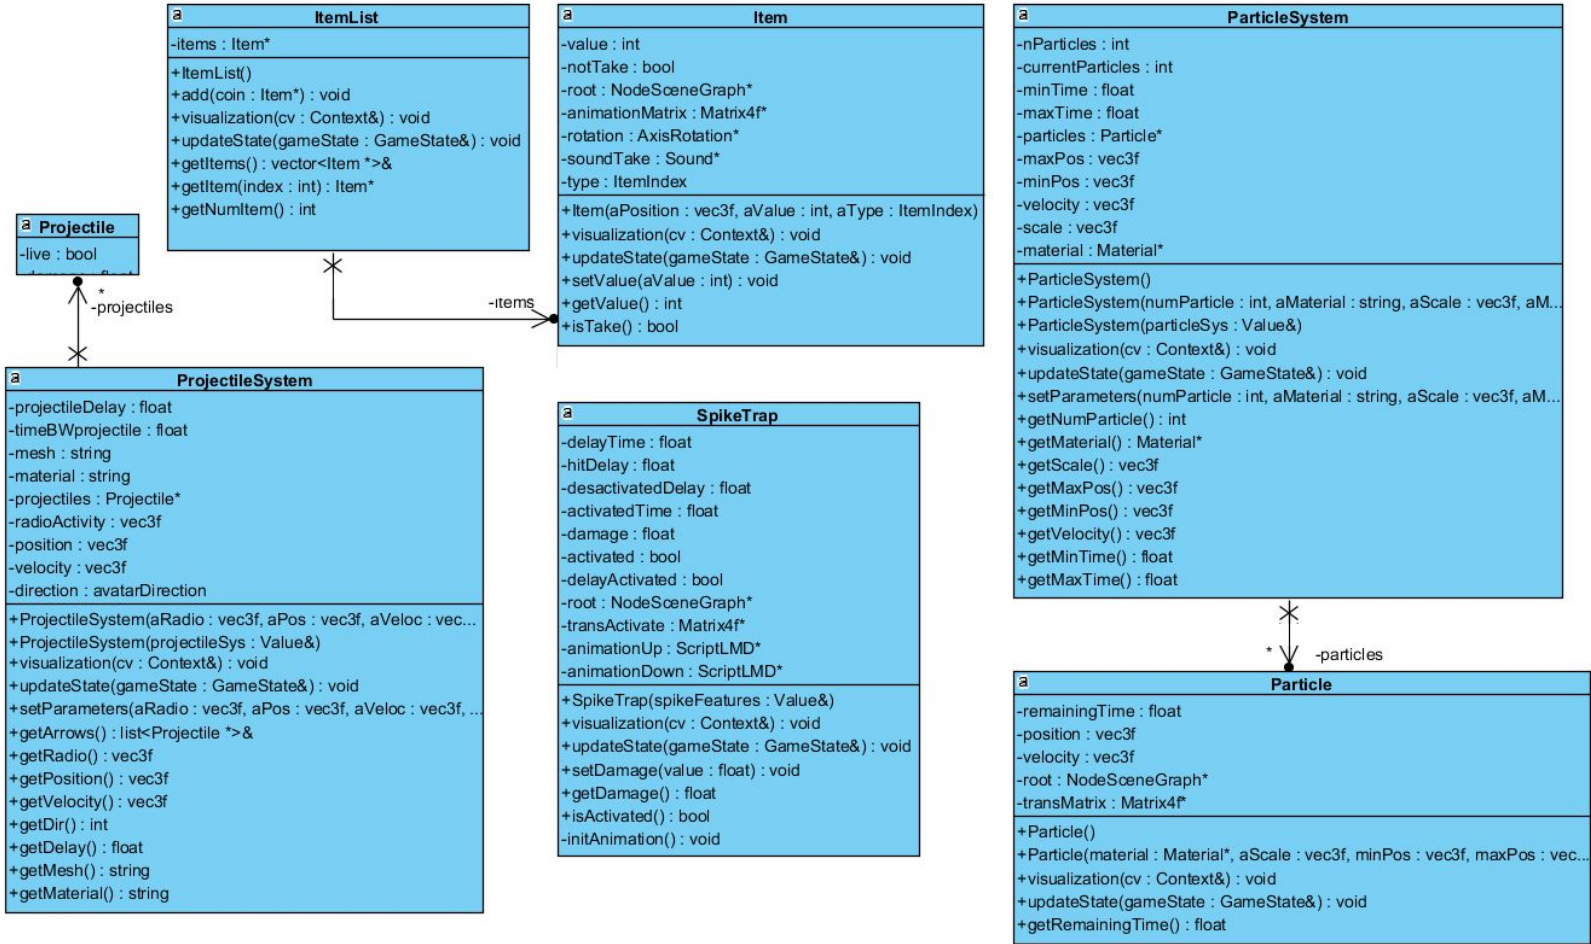 a ItemList
-items : Item*
+ItemList()
+add(coin : Item*) : void
+visualization(cv : Context&) : void
+updateState(gameState : GameState&) : void
+getItems() : vector<Item *>&
+getItem(index : int) : Item*
+getNumItem() : int
a Item
-value : int
-notTake : bool
-root : NodeSceneGraph*
-animationMatrix : Matrix4f*
-rotation : AxisRotation*
-soundTake : Sound*
-type : ItemIndex
+Item(aPosition : vec3f, aValue : int, aType : ItemIndex)
+visualization(cv : Context&) : void
+updateState(gameState : GameState&) : void
+setValue(aValue : int) : void
+getValue() : int
+isTake() : bool
a ParticleSystem
-nParticles : int
-currentParticles : int
-minTime : float
-maxTime : float
-particles : Particle*
-maxPos : vec3f
-minPos : vec3f
-velocity : vec3f
-scale : vec3f
-material : Material*
+ParticleSystem()
+ParticleSystem(numParticle : int, aMaterial : string, aScale : vec3f, aM...
+ParticleSystem(particleSys : Value&)
+visualization(cv : Context&) : void
+updateState(gameState : GameState&) : void
+setParameters(numParticle : int, aMaterial : string, aScale : vec3f, aM...
+getNumParticle() : int
+getMaterial() : Material*
+getScale() : vec3f
+getMaxPos() : vec3f
+getMinPos() : vec3f
+getVelocity() : vec3f
+getMinTime() : float
+getMaxTime() : float
a Projectile
-live : bool
*
-projectiles
-items
a ProjectileSystem
-projectileDelay : float
-timeBWprojectile : float
-mesh : string
-material : string
-projectiles : Projectile*
-radioActivity : vec3f
-position : vec3f
-velocity : vec3f
-direction : avatarDirection
+ProjectileSystem(aRadio : vec3f, aPos : vec3f, aVeloc : vec...
+ProjectileSystem(projectileSys : Value&)
+visualization(cv : Context&) : void
+updateState(gameState : GameState&) : void
+setParameters(aRadio : vec3f, aPos : vec3f, aVeloc : vec3f, ...
+getArrows() : list<Projectile *>&
+getRadio() : vec3f
+getPosition() : vec3f
+getVelocity() : vec3f
+getDir() : int
+getDelay() : float
+getMesh() : string
+getMaterial() : string
a SpikeTrap
-delayTime : float
-hitDelay : float
-desactivatedDelay : float
-activatedTime : float
-damage : float
-activated : bool
-delayActivated : bool
-root : NodeSceneGraph*
-transActivate : Matrix4f*
-animationUp : ScriptLMD*
-animationDown : ScriptLMD*
+SpikeTrap(spikeFeatures : Value&)
+visualization(cv : Context&) : void
+updateState(gameState : GameState&) : void
+setDamage(value : float) : void
+getDamage() : float
+isActivated() : bool
-initAnimation() : void
* -particles
a Particle
-remainingTime : float
-position : vec3f
-velocity : vec3f
-root : NodeSceneGraph*
-transMatrix : Matrix4f*
+Particle()
+Particle(material : Material*, aScale : vec3f, minPos : vec3f, maxPos : vec...
+visualization(cv : Context&) : void
+updateState(gameState : GameState&) : void
+getRemainingTime() : float